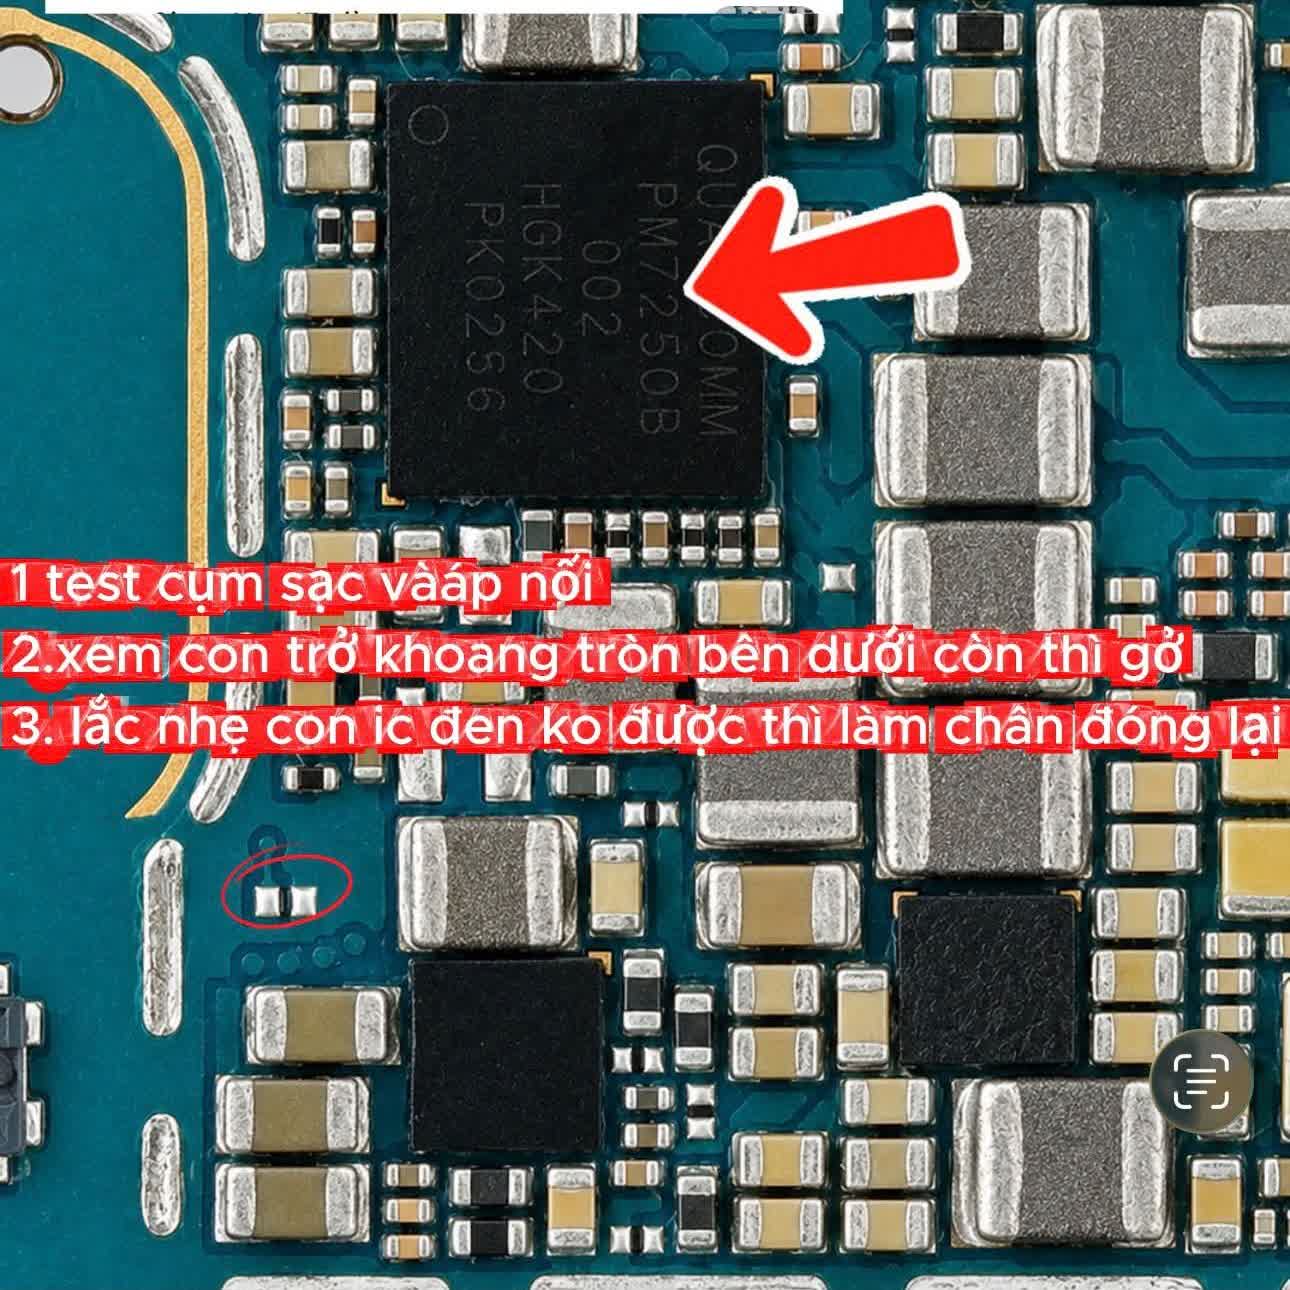 QUALCOMM
PM7250B
002
HGK420
PK0256
1 test cụm sạc vàáp nối
2.xem con trở khoang tròn bên dưới còn thì gở
3. lắc nhẹ con ic đen ko được thì làm chân đóng lại